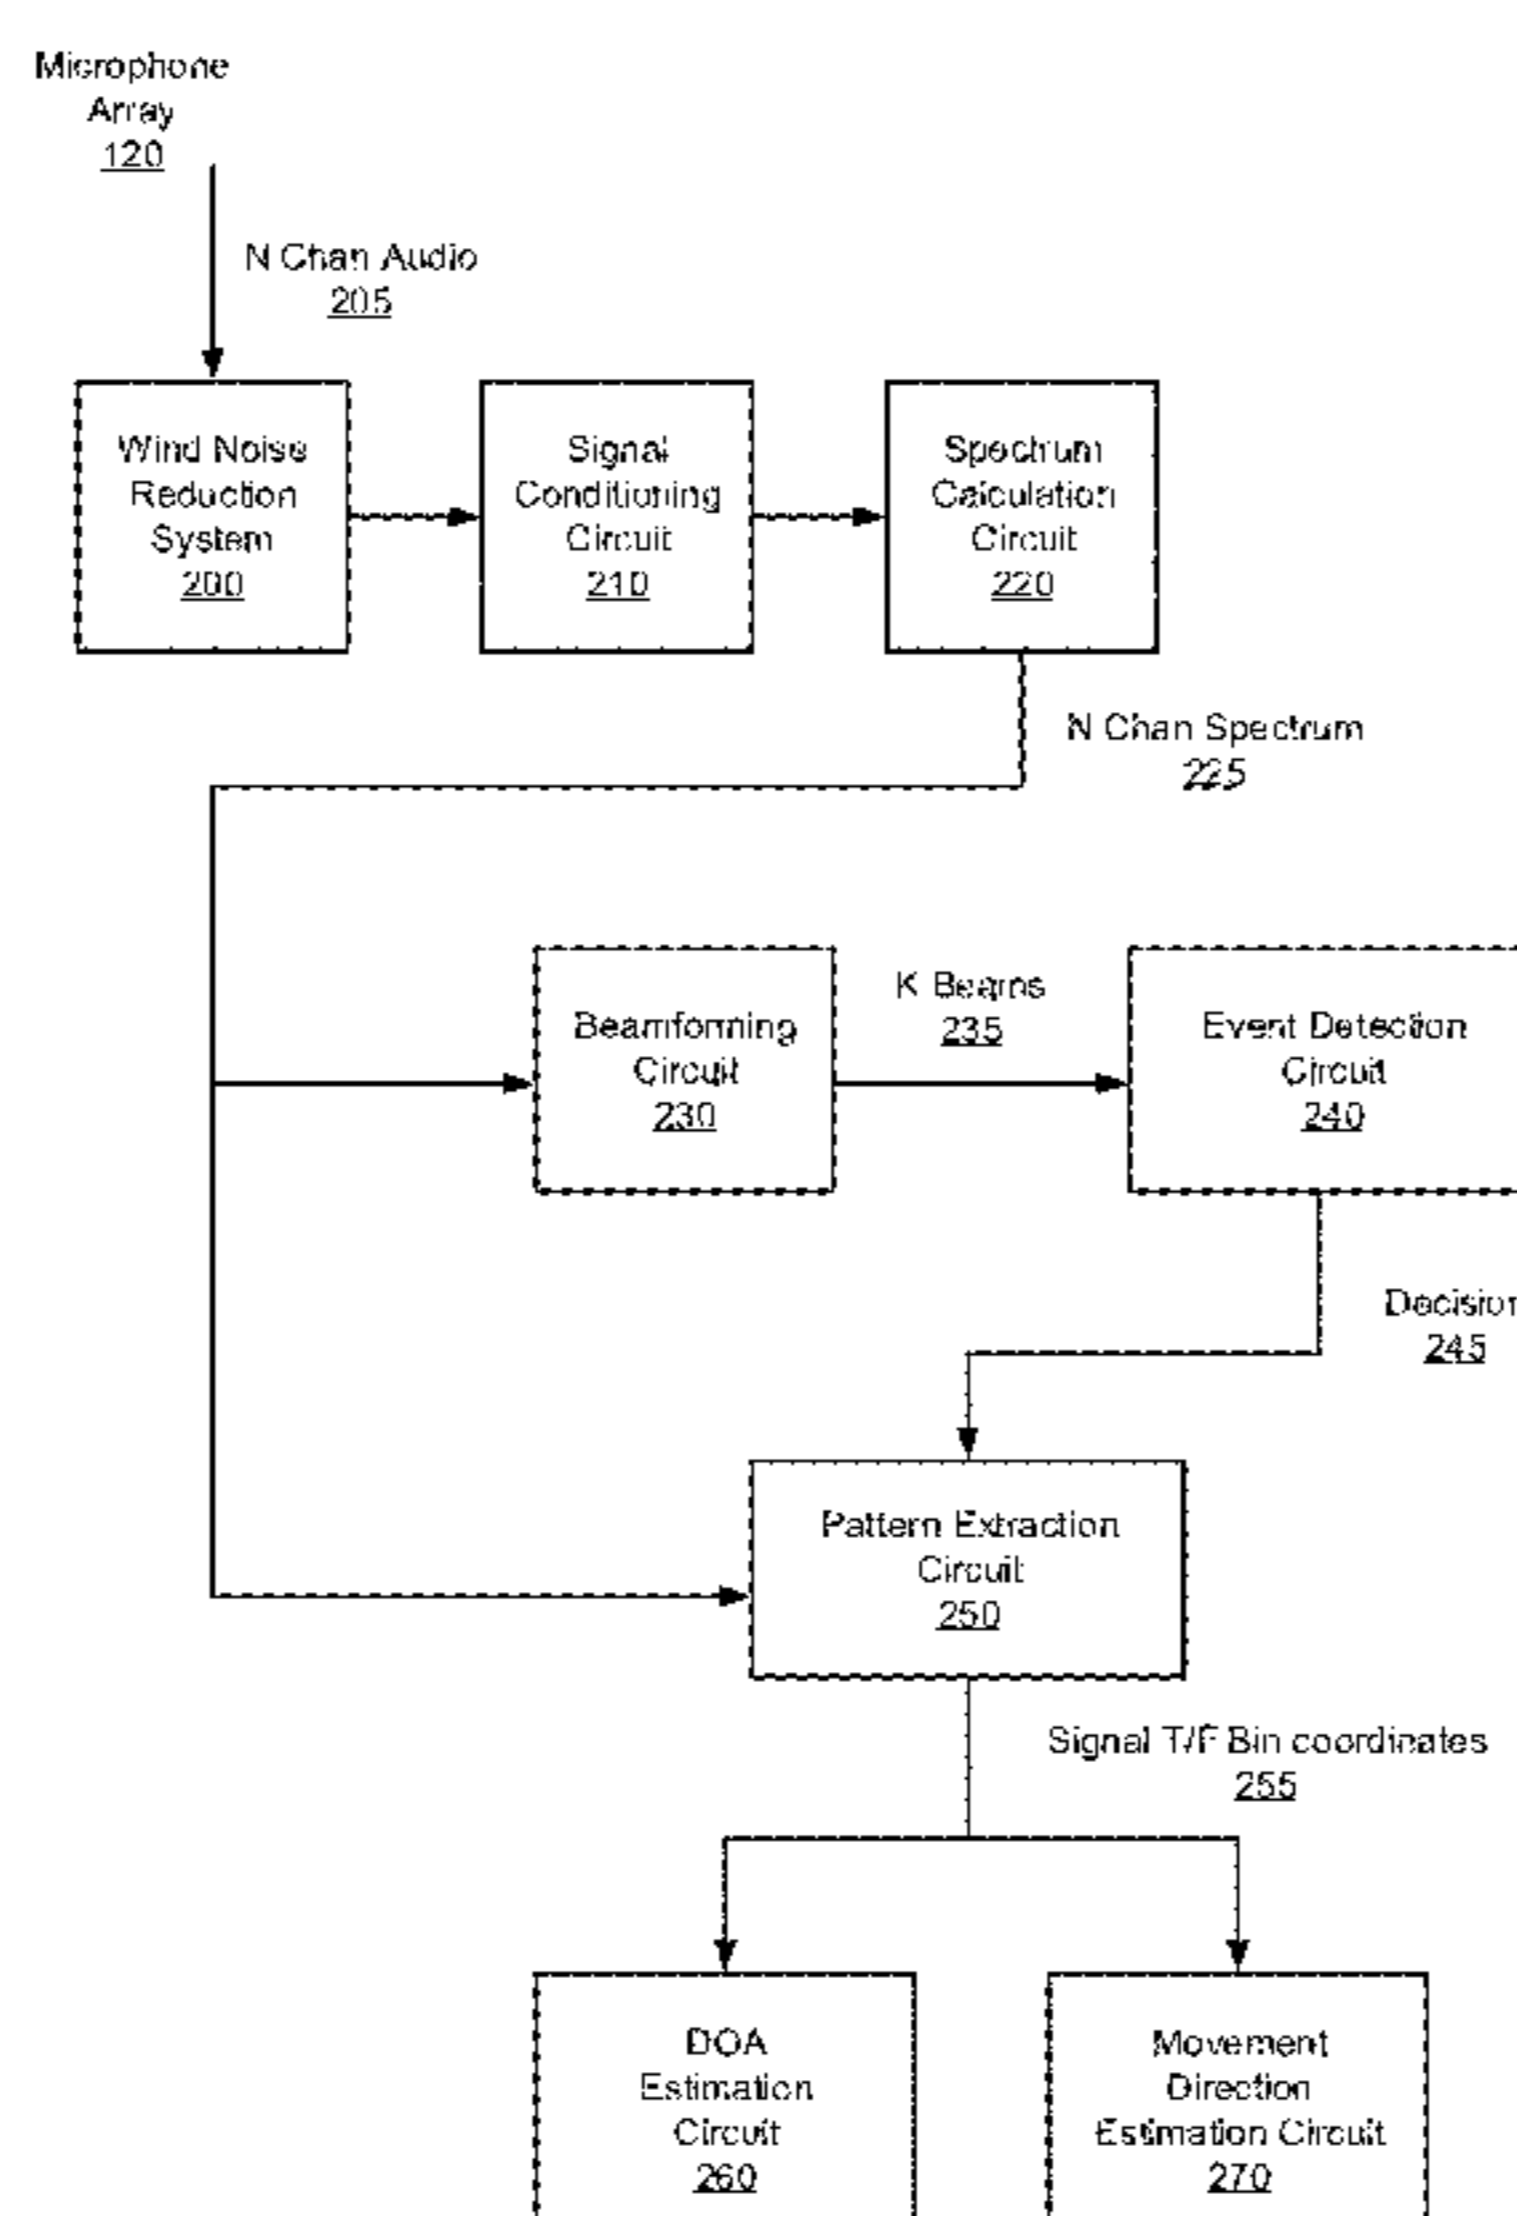 Microphone
Array
120
N Chan Audio
205
Wind Noise
Reduction
System
200
Signal
Conditioning
Circuit
210
Spectrum
Calculation
Circuit
220
N Chan Spectrum
225
Beamforming
Circuit
230
K Beams
235
Event Detection
Circuit
240
Decision
245
Pattern Extraction
Circuit
250
Signal T/F Bin coordinates
255
DOA
Estimation
Circuit
260
Movement
Direction
Estimation Circuit
270